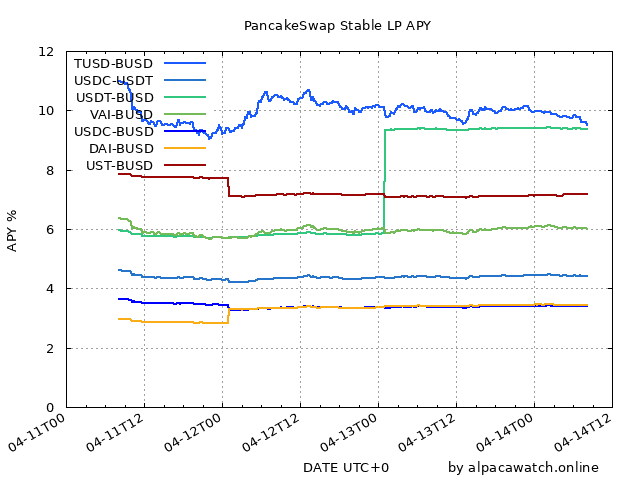 PancakeSwap Stable LP APY
12
10
8
6
4
2
0
APY %
TUSD-BUSD
USDC-USDT
USDT-BUSD
VAI-BUSD
USDC-BUSD
DAI-BUSD
UST-BUSD
04-11T00
04-11T12
04-12T00
04-12T12
04-13T00
04-13T12
04-14T00
04-14T12
DATE UTC+0
by alpacawatch.online